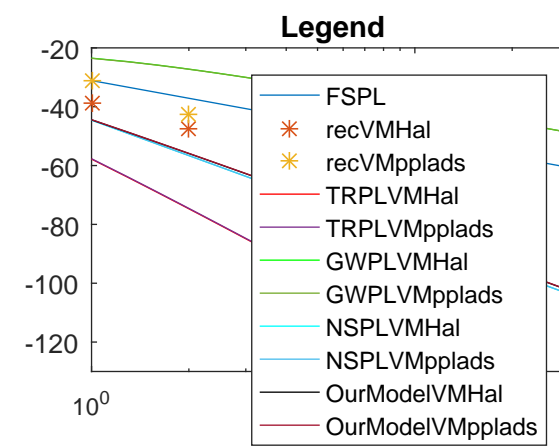 Legend
-20
-40
-60
-80
-100
-120
10^0
FSPL
recVMHal
recVMpplads
TRPLVMHal
TRPLVMpplads
GWPLVMHal
GWPLVMpplads
NSPLVMHal
NSPLVMpplads
OurModelVMHal
OurModelVMpplads